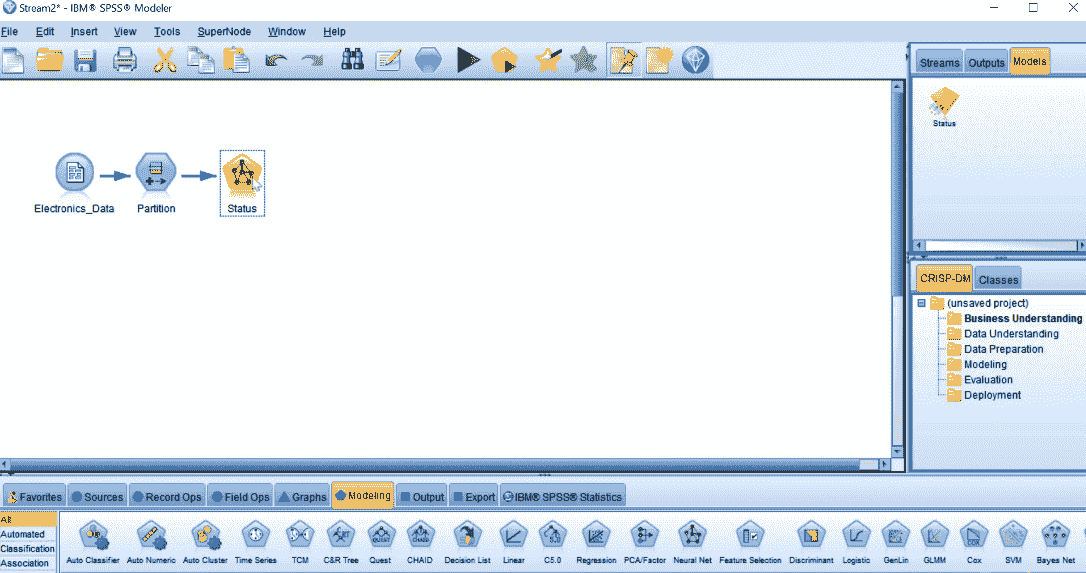 Stream2* - IBM® SPSS® Modeler
File Edit Insert View Tools SuperNode Window Help
Streams Outputs Models
Status
Electronics_Data Partition Status
CRISP-DM Classes
(unsaved project)
Business Understanding
Data Understanding
Data Preparation
Modeling
Evaluation
Deployment
Favorites Sources Record Ops Field Ops Graphs Modeling Output Export IBM® SPSS® Statistics
All
Automated
Classification
Association
Auto Classifier Auto Numeric Auto Cluster Time Series TCM C&R Tree Quest CHAID Decision List Linear C5.0 Regression PCA/Factor Neural Net Feature Selection Discriminant Logistic GenLin GLMM Cox SVM Bayes Net